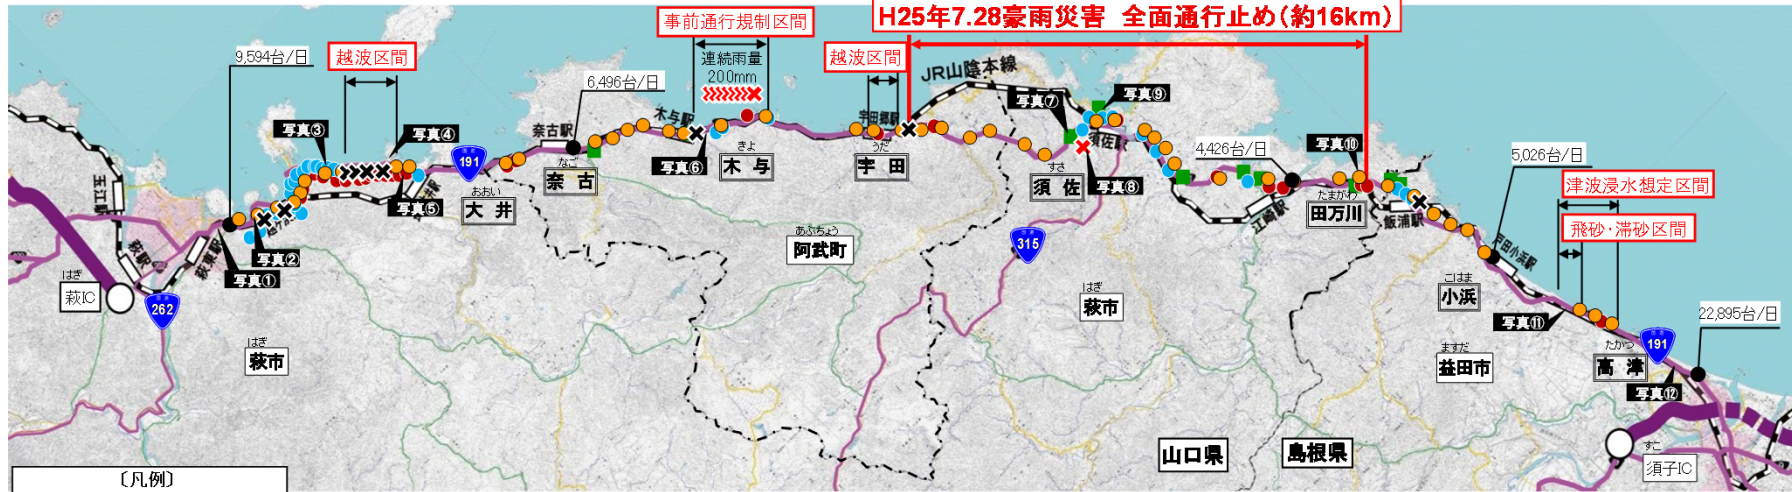 H25年7.28豪雨災害 全面通行止め(約16km)
事前通行規制区間
越波区間
越波区間
連続雨量
200mm
9,594台/日
6,496台/日
JR山陰本線
写真⑦
写真⑨
写真③
写真④
木与駅
奈古駅
宇田郷駅
須佐駅
写真⑩
4,426台/日
5,026台/日
写真⑥
津波浸水想定区間
飛砂・滞砂区間
191
きよ
木与
うだ
宇田
すさ
須佐
写真⑧
なご
奈古
おおい
大井
写真⑤
江崎駅
たまがわ
田万川
飯浦駅
戸田小浜駅
玉江駅
萩駅
東萩駅
写真②
写真①
あぶちょう
阿武町
315
はぎ
萩市
こはま
小浜
写真⑪
22,895台/日
はぎ
萩IC
262
はぎ
萩市
ますだ
益田市
たかつ
高津
191
写真⑫
山口県
島根県
すこ
須子IC
〔凡例〕